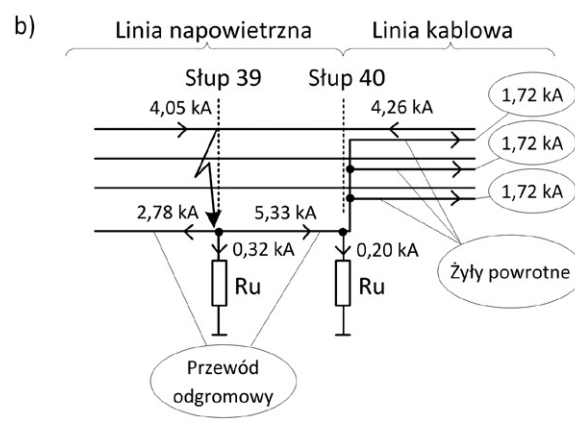 b)
Linia napowietrzna
Linia kablowa
Słup 39
Słup 40
4,05 kA
4,26 kA
1,72 kA
1,72 kA
1,72 kA
2,78 kA
5,33 kA
0,32 kA
0,20 kA
Ru
Ru
Żyły powrotne
Przewód
odgromowy